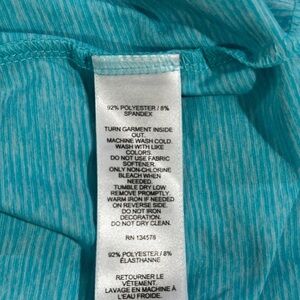 92% POLYESTER / 8%
SPANDEX
TURN GARMENT INSIDE
OUT.
MACHINE WASH COLD.
WASH WITH LIKE
COLORS.
DO NOT USE FABRIC
SOFTENER.
ONLY NON-CHLORINE
BLEACH WHEN
NEEDED.
TUMBLE DRY LOW
REMOVE PROMPTLY.
WARM IRON IF NEEDED
ON REVERSE SIDE.
DO NOT IRON
DECORATION.
DO NOT DRY CLEAN.
RN 134578
92% POLYESTER / 8%
ÉLASTHANNE
RETOURNER LE
VÊTEMENT.
LAVAGE EN MACHINE À
L'EAU FROIDE.